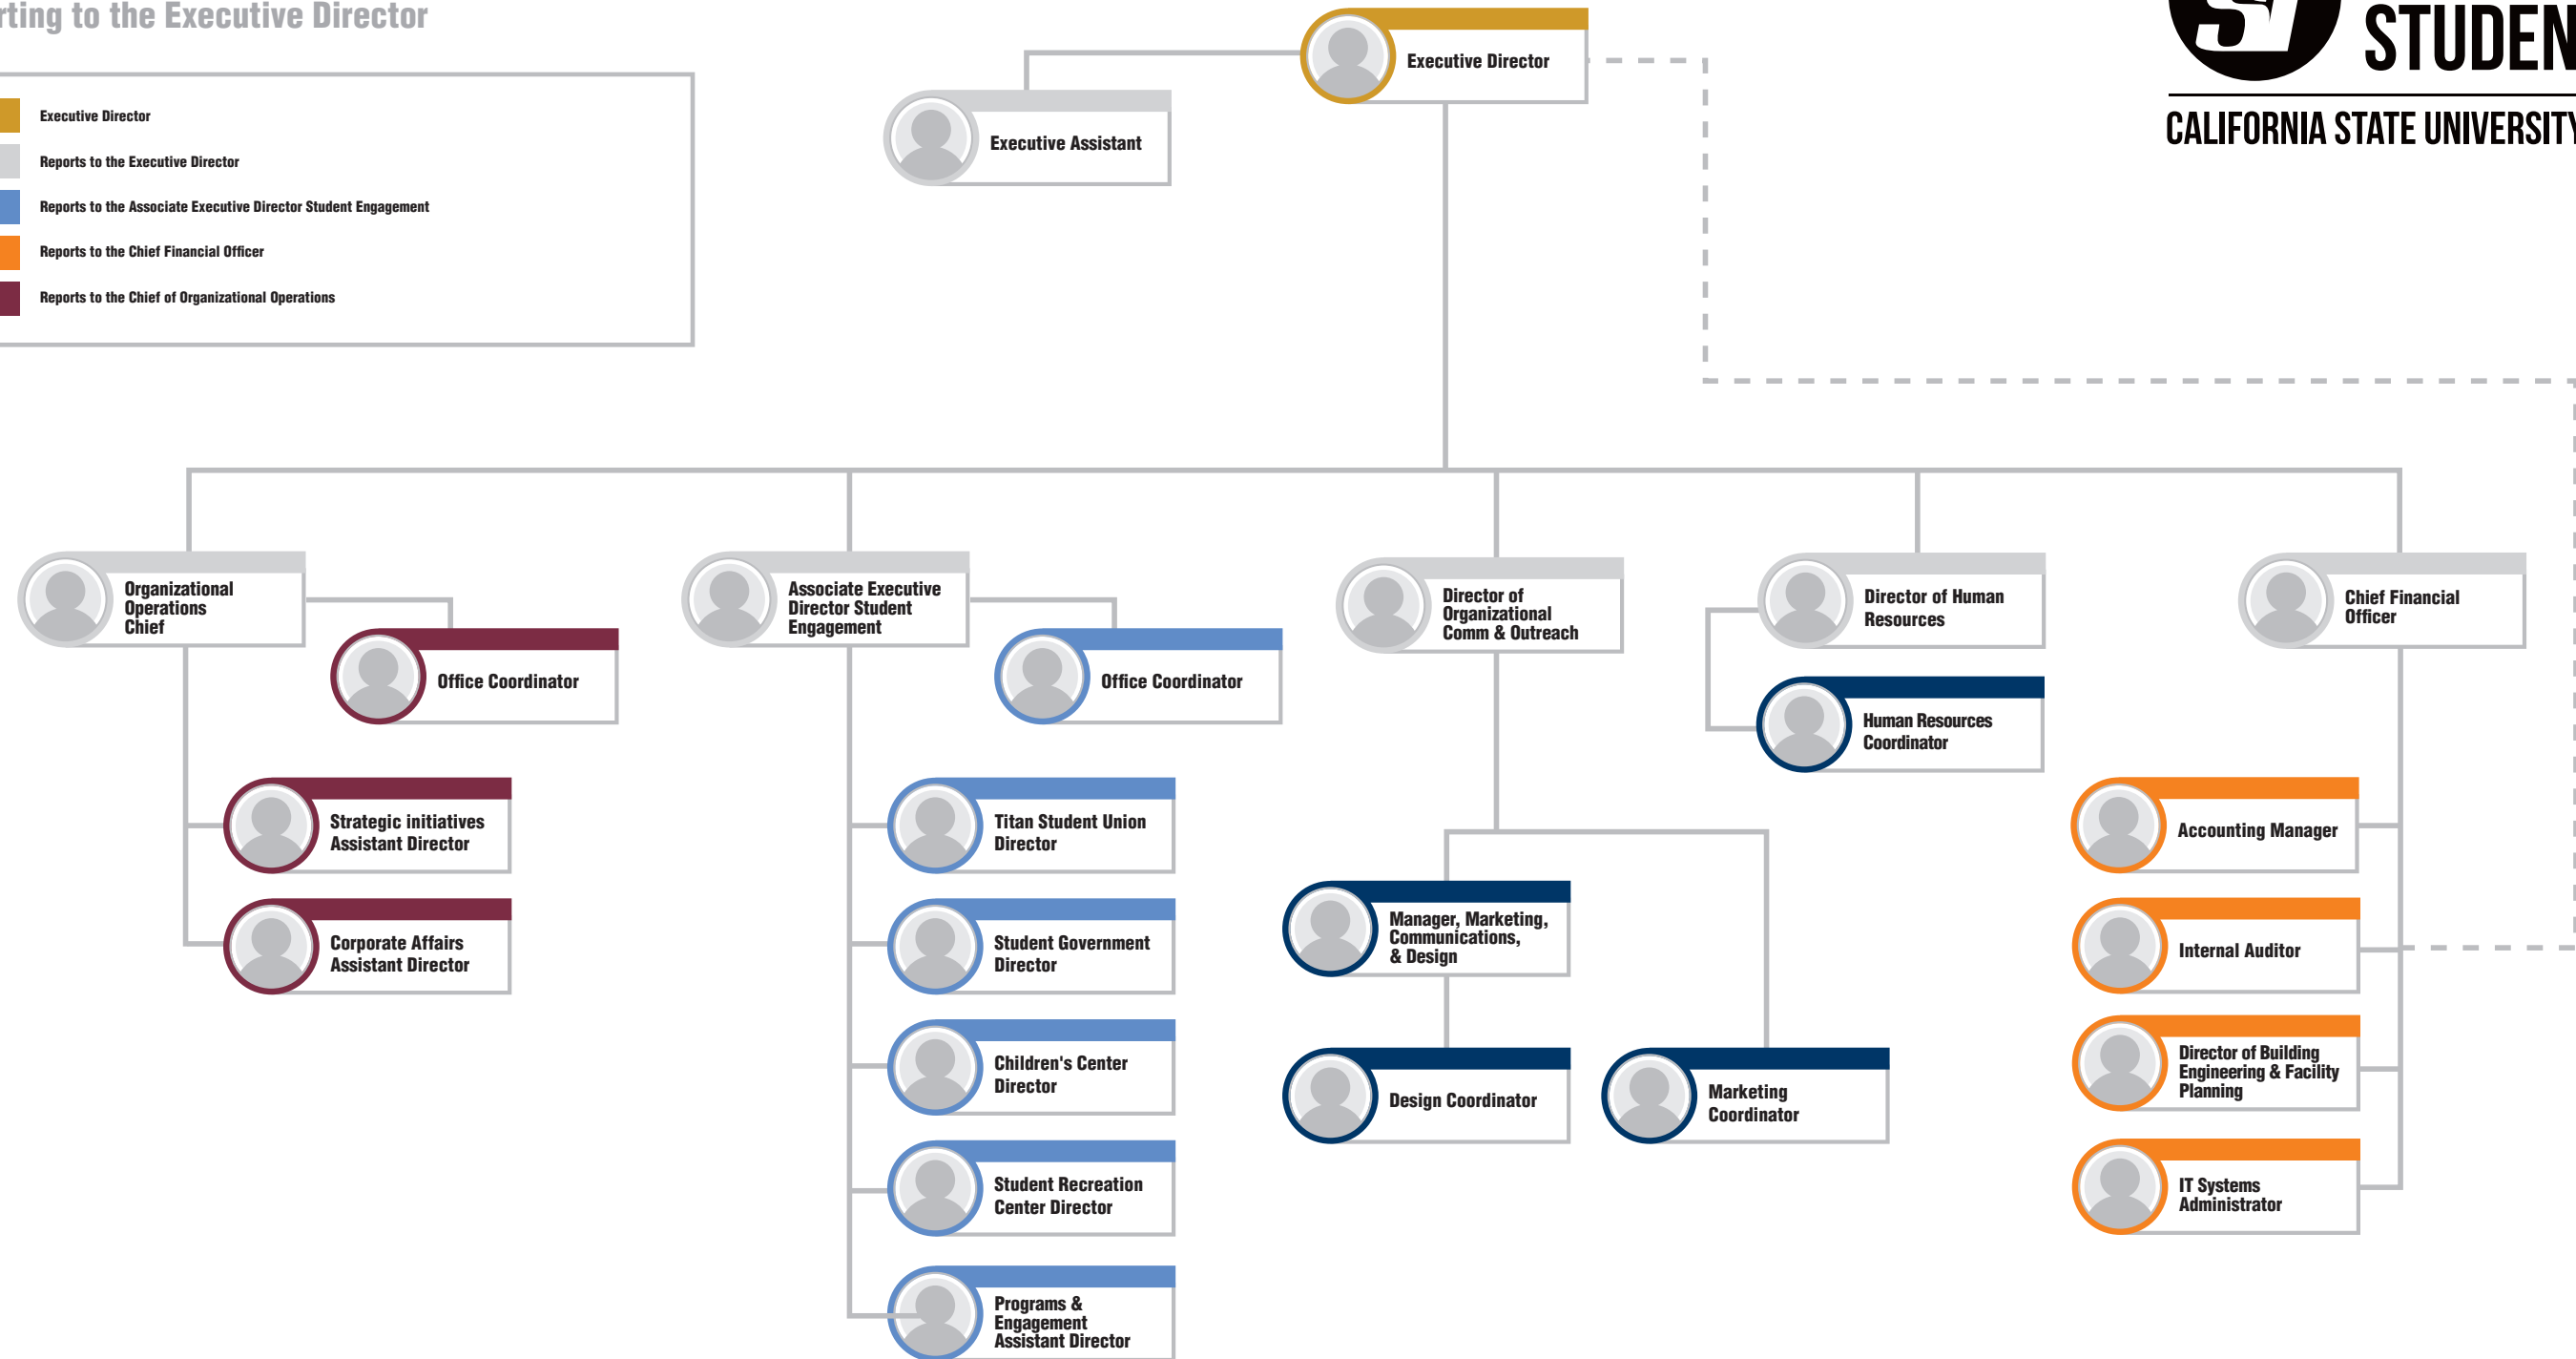 rting to the Executive Director
STUDEN
CALIFORNIA STATE UNIVERSITY
Executive Director
Reports to the Executive Director
Reports to the Associate Executive Director Student Engagement
Reports to the Chief Financial Officer
Reports to the Chief of Organizational Operations
Executive Director
Executive Assistant
Organizational
Operations
Chief
Office Coordinator
Strategic initiatives
Assistant Director
Corporate Affairs
Assistant Director
Associate Executive
Director Student
Engagement
Office Coordinator
Titan Student Union
Director
Student Government
Director
Children's Center
Director
Student Recreation
Center Director
Programs &
Engagement
Assistant Director
Director of
Organizational
Comm & Outreach
Manager, Marketing,
Communications,
& Design
Design Coordinator
Marketing
Coordinator
Director of Human
Resources
Human Resources
Coordinator
Chief Financial
Officer
Accounting Manager
Internal Auditor
Director of Building
Engineering & Facility
Planning
IT Systems
Administrator